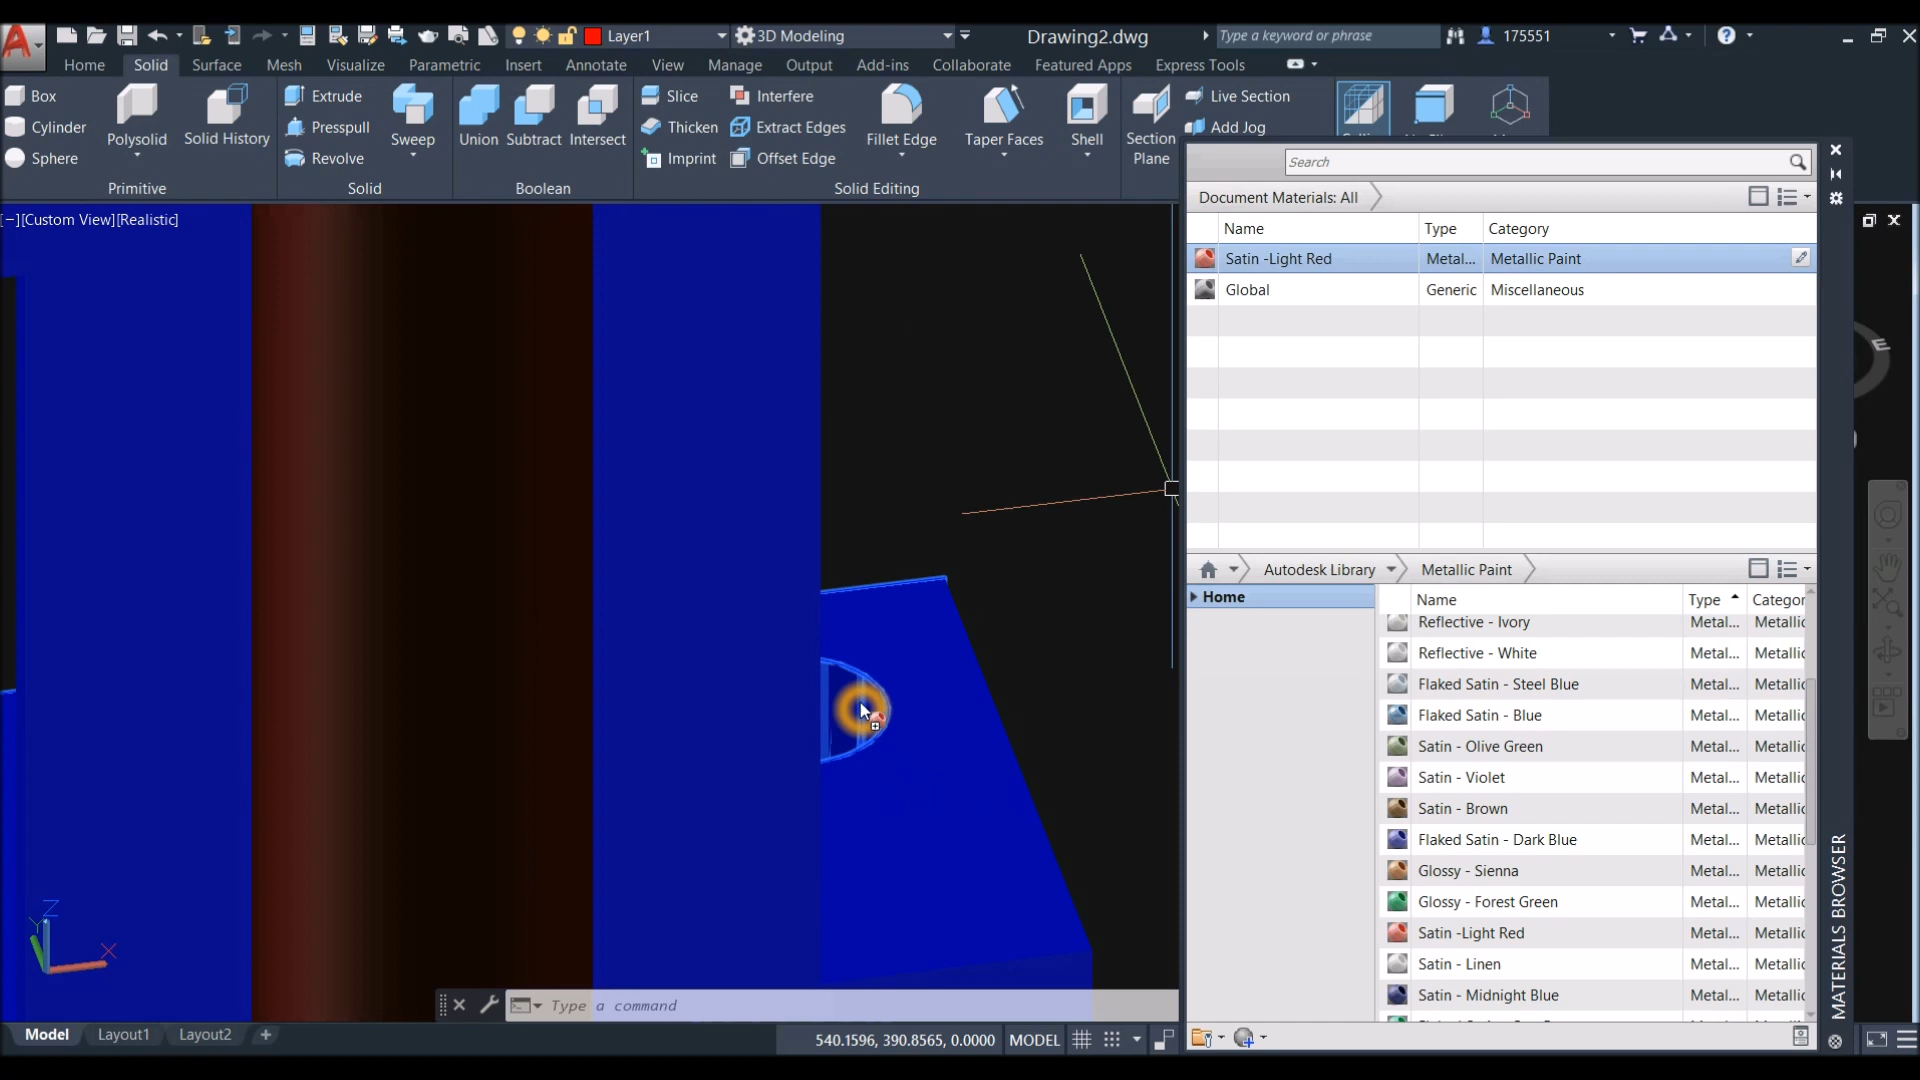 Layer1
3D Modeling
Drawing2.dwg
Type a keyword or phrase
175551
Home Solid Surface Mesh Visualize Parametric Insert Annotate View Manage Output Add-ins Collaborate Featured Apps Express Tools
Box
Cylinder
Sphere
Polysolid
Solid History
Primitive
Extrude
Presspull
Revolve
Sweep
Solid
Union
Subtract
Intersect
Boolean
Slice
Thicken
Imprint
Interfere
Extract Edges
Offset Edge
Fillet Edge
Taper Faces
Shell
Solid Editing
Section
Plane
Live Section
Add Jog
[−][Custom View][Realistic]
Search
Document Materials: All
Name Type Category
Satin -Light Red Metal... Metallic Paint
Global Generic Miscellaneous
E
Autodesk Library Metallic Paint
Home
Name Type Categor
Reflective - Ivory Metal... Metallic
Reflective - White Metal... Metallic
Flaked Satin - Steel Blue Metal... Metallic
Flaked Satin - Blue Metal... Metallic
Satin - Olive Green Metal... Metallic
Satin - Violet Metal... Metallic
Satin - Brown Metal... Metallic
Flaked Satin - Dark Blue Metal... Metallic
Glossy - Sienna Metal... Metallic
Glossy - Forest Green Metal... Metallic
Satin -Light Red Metal... Metallic
Satin - Linen Metal... Metallic
Satin - Midnight Blue Metal... Metallic
MATERIALS BROWSER
Z
Y
X
Type a command
Model Layout1 Layout2
540.1596, 390.8565, 0.0000 MODEL